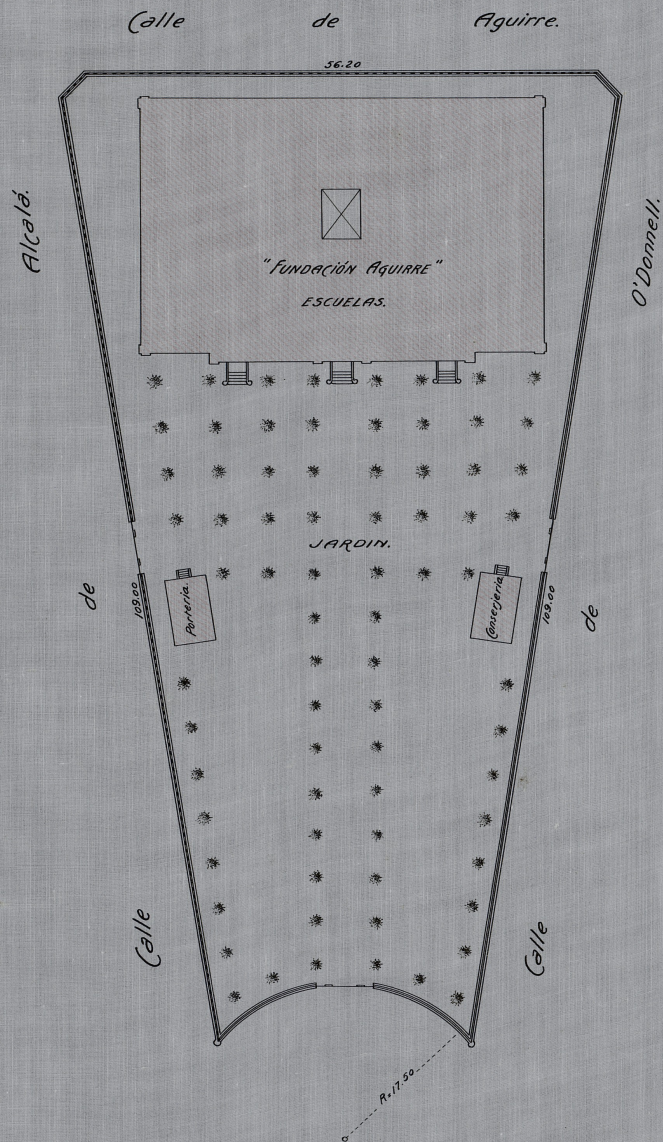 Calle de Aguirre.
56.20
Calle de Alcalá.
Calle de O'Donnell.
"FUNDACIÓN AGUIRRE"
ESCUELAS.
JARDIN.
Porteria.
Conserjeria
109.00
109.00
R=17.50